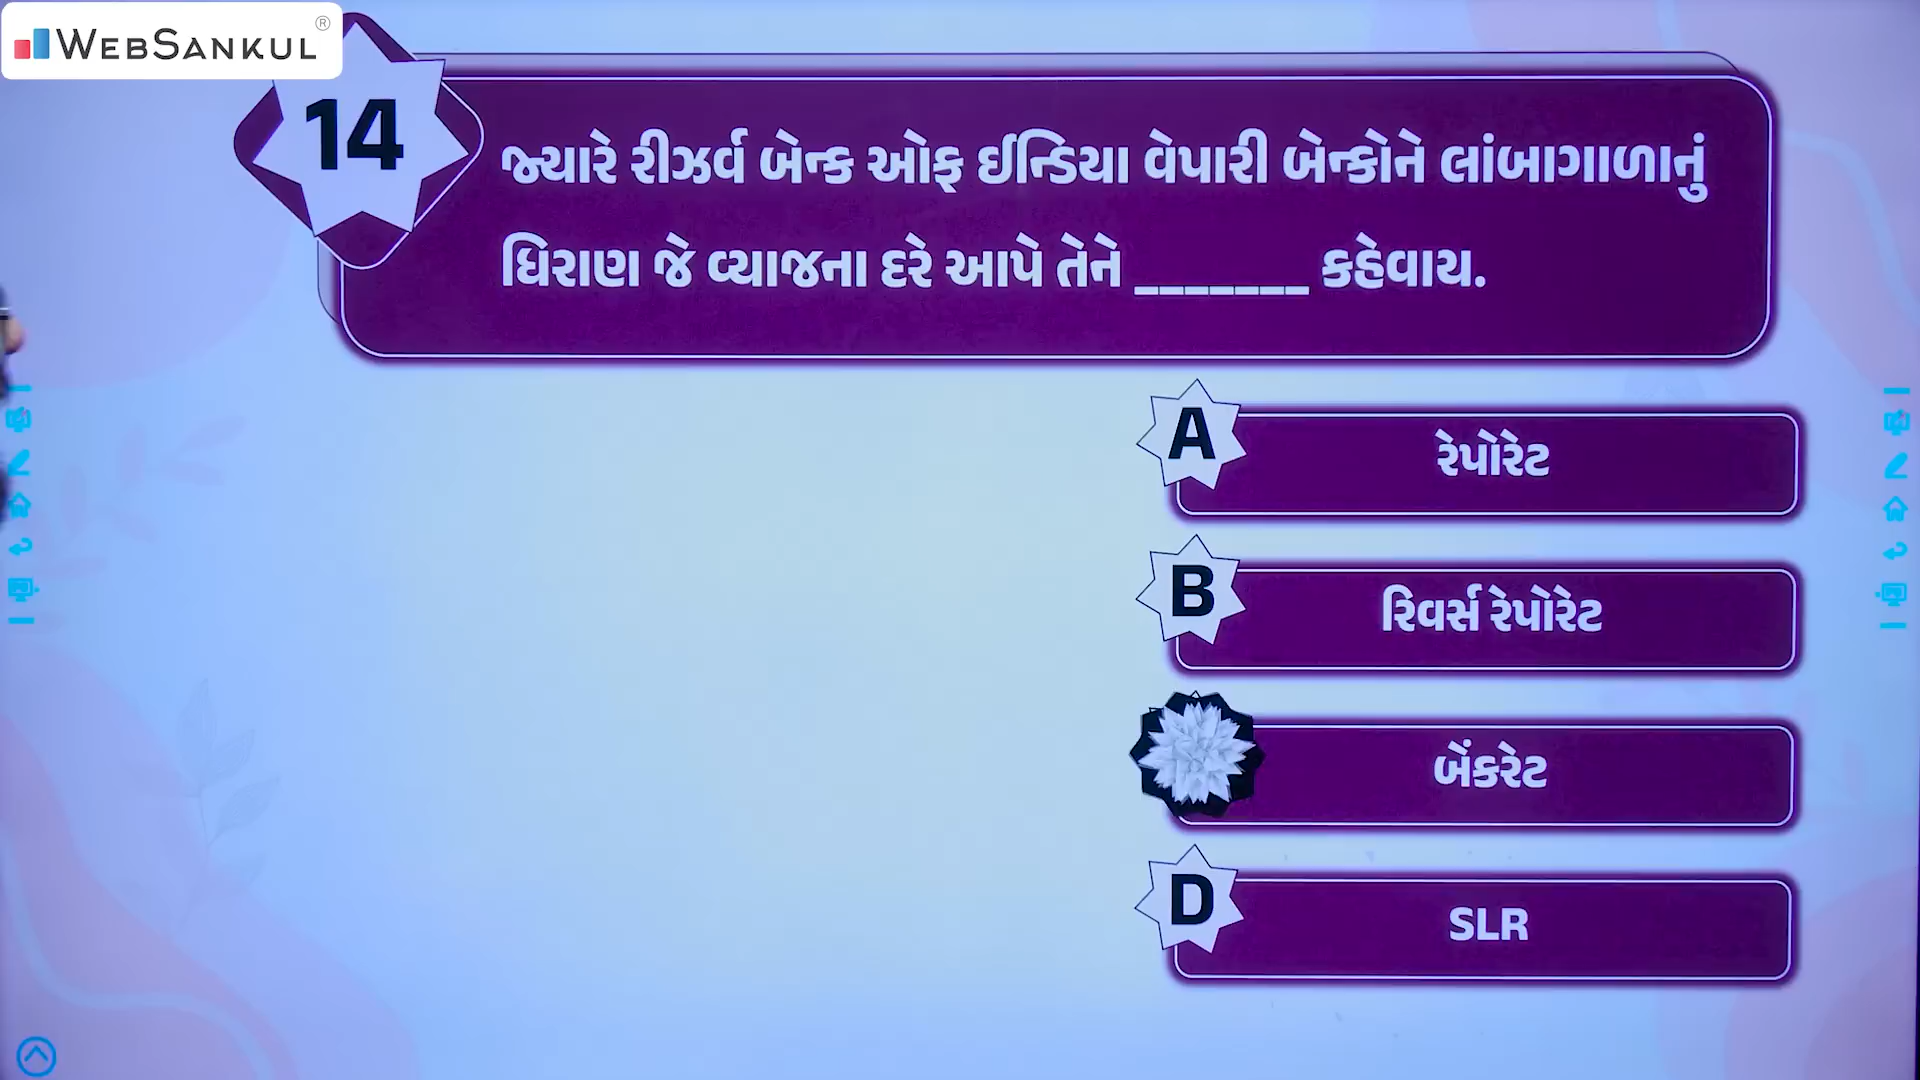 WEBSANKUL®
14
જ્યારે રીઝર્વ બેન્ક ઓફ ઈન્ડિયા વેપારી બેન્કોને લાંબાગાળાનું
ધિરાણ જે વ્યાજના દરે આપે તેને _______ કહેવાય.
A
રેપોરેટ
B
રિવર્સ રેપોરેટ
બેંકરેટ
D
SLR